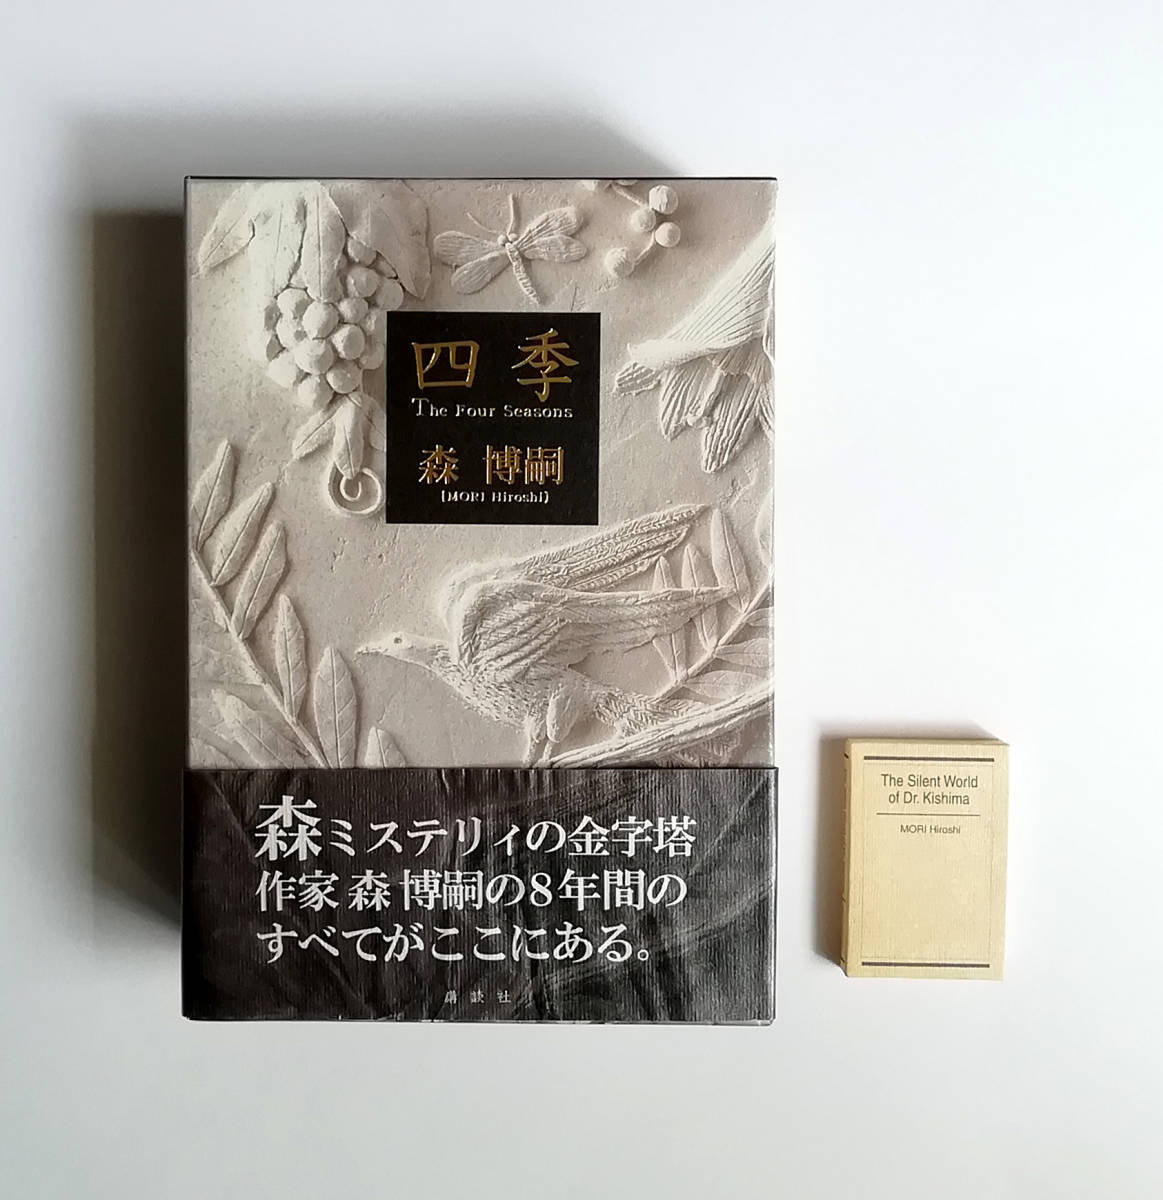 四季
The Four Seasons
森 博嗣
[MORI Hiroshi]
森ミステリィの金字塔
作家 森 博嗣の8年間の
すべてがここにある。
講談社
The Silent World
of Dr. Kishima
MORI Hiroshi